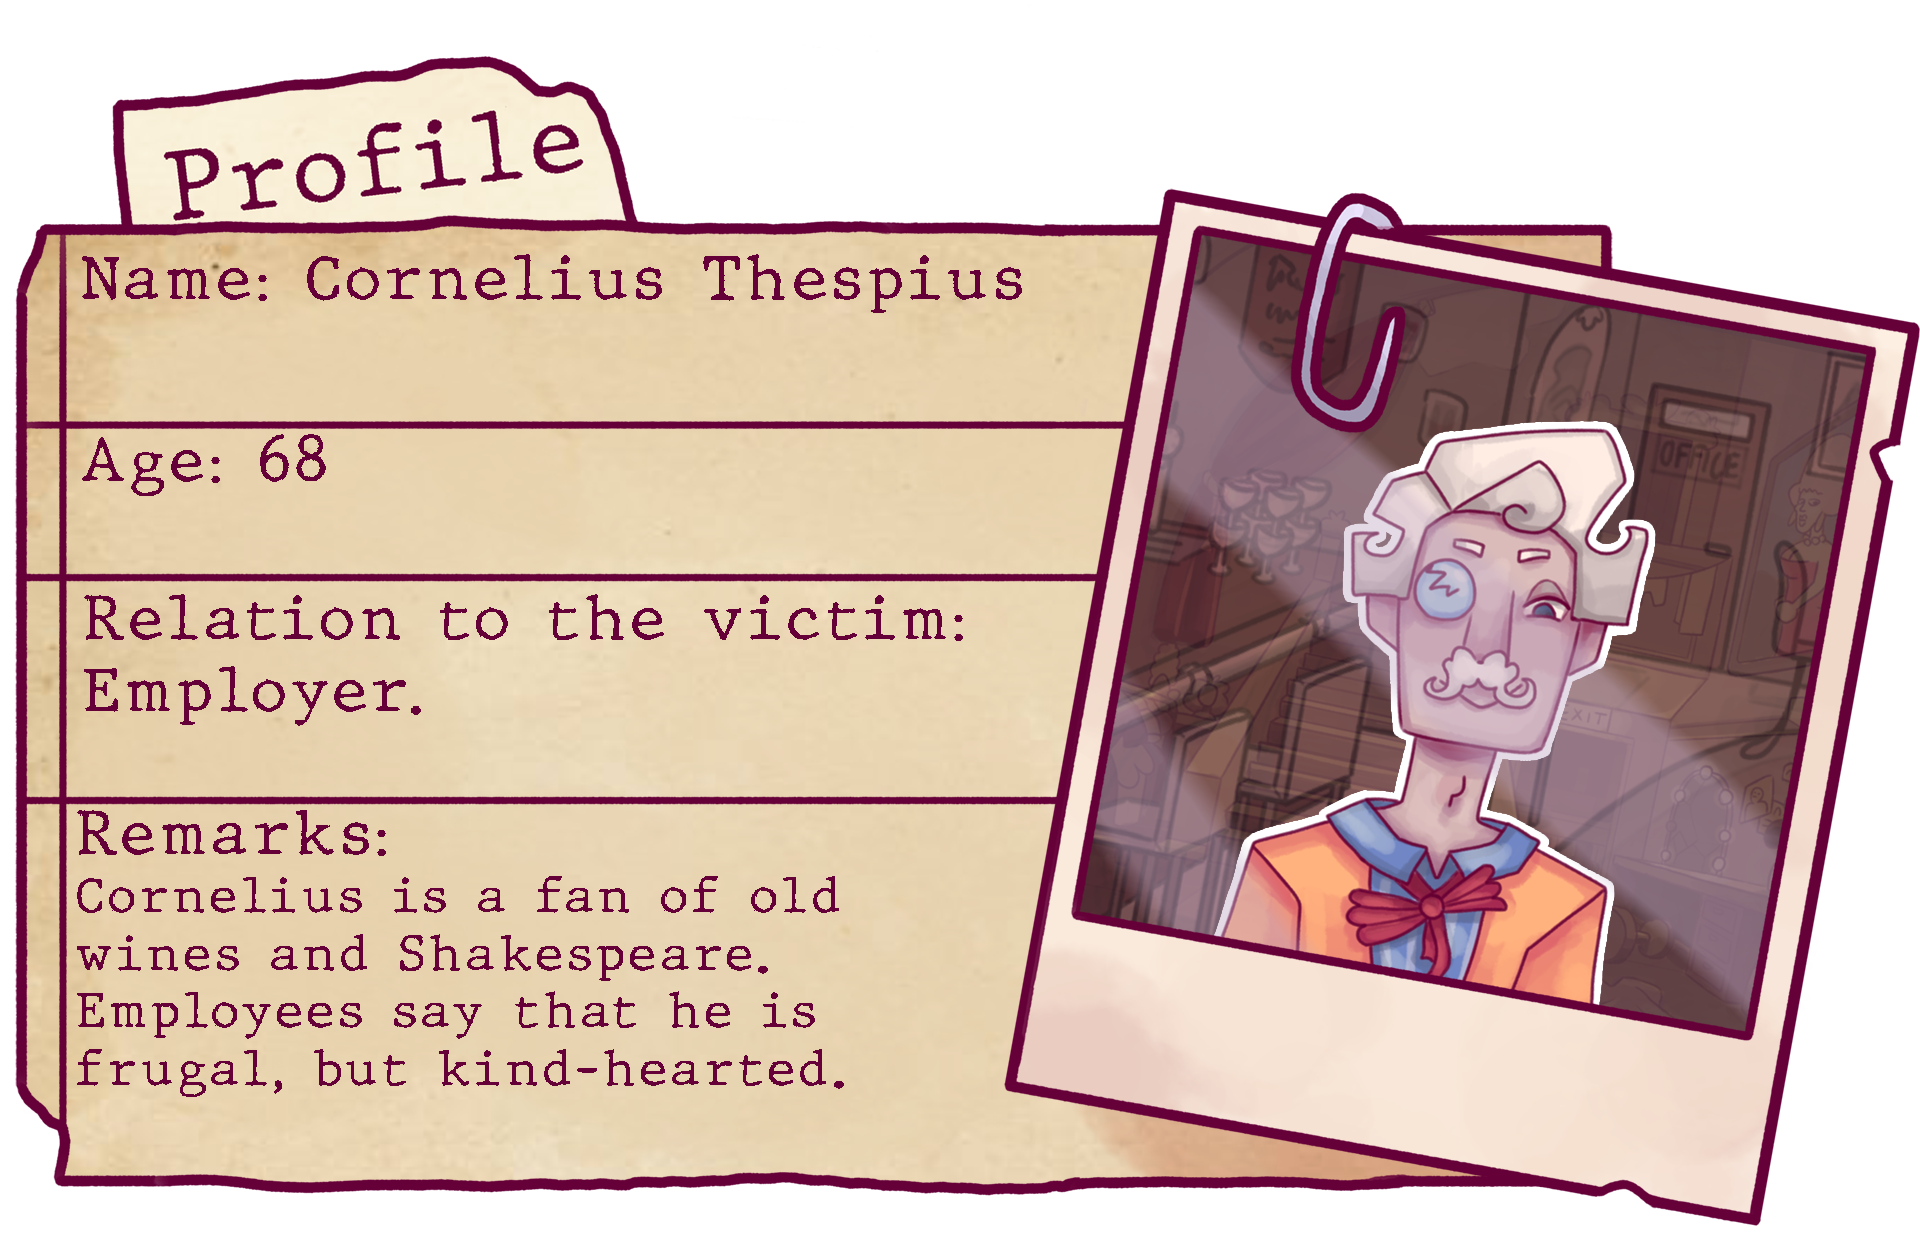 Profile
Name: Cornelius Thespius
Age: 68
Relation to the victim:
Employer.
Remarks:
Cornelius is a fan of old
wines and Shakespeare.
Employees say that he is
frugal, but kind-hearted.
OFFICE
EXIT